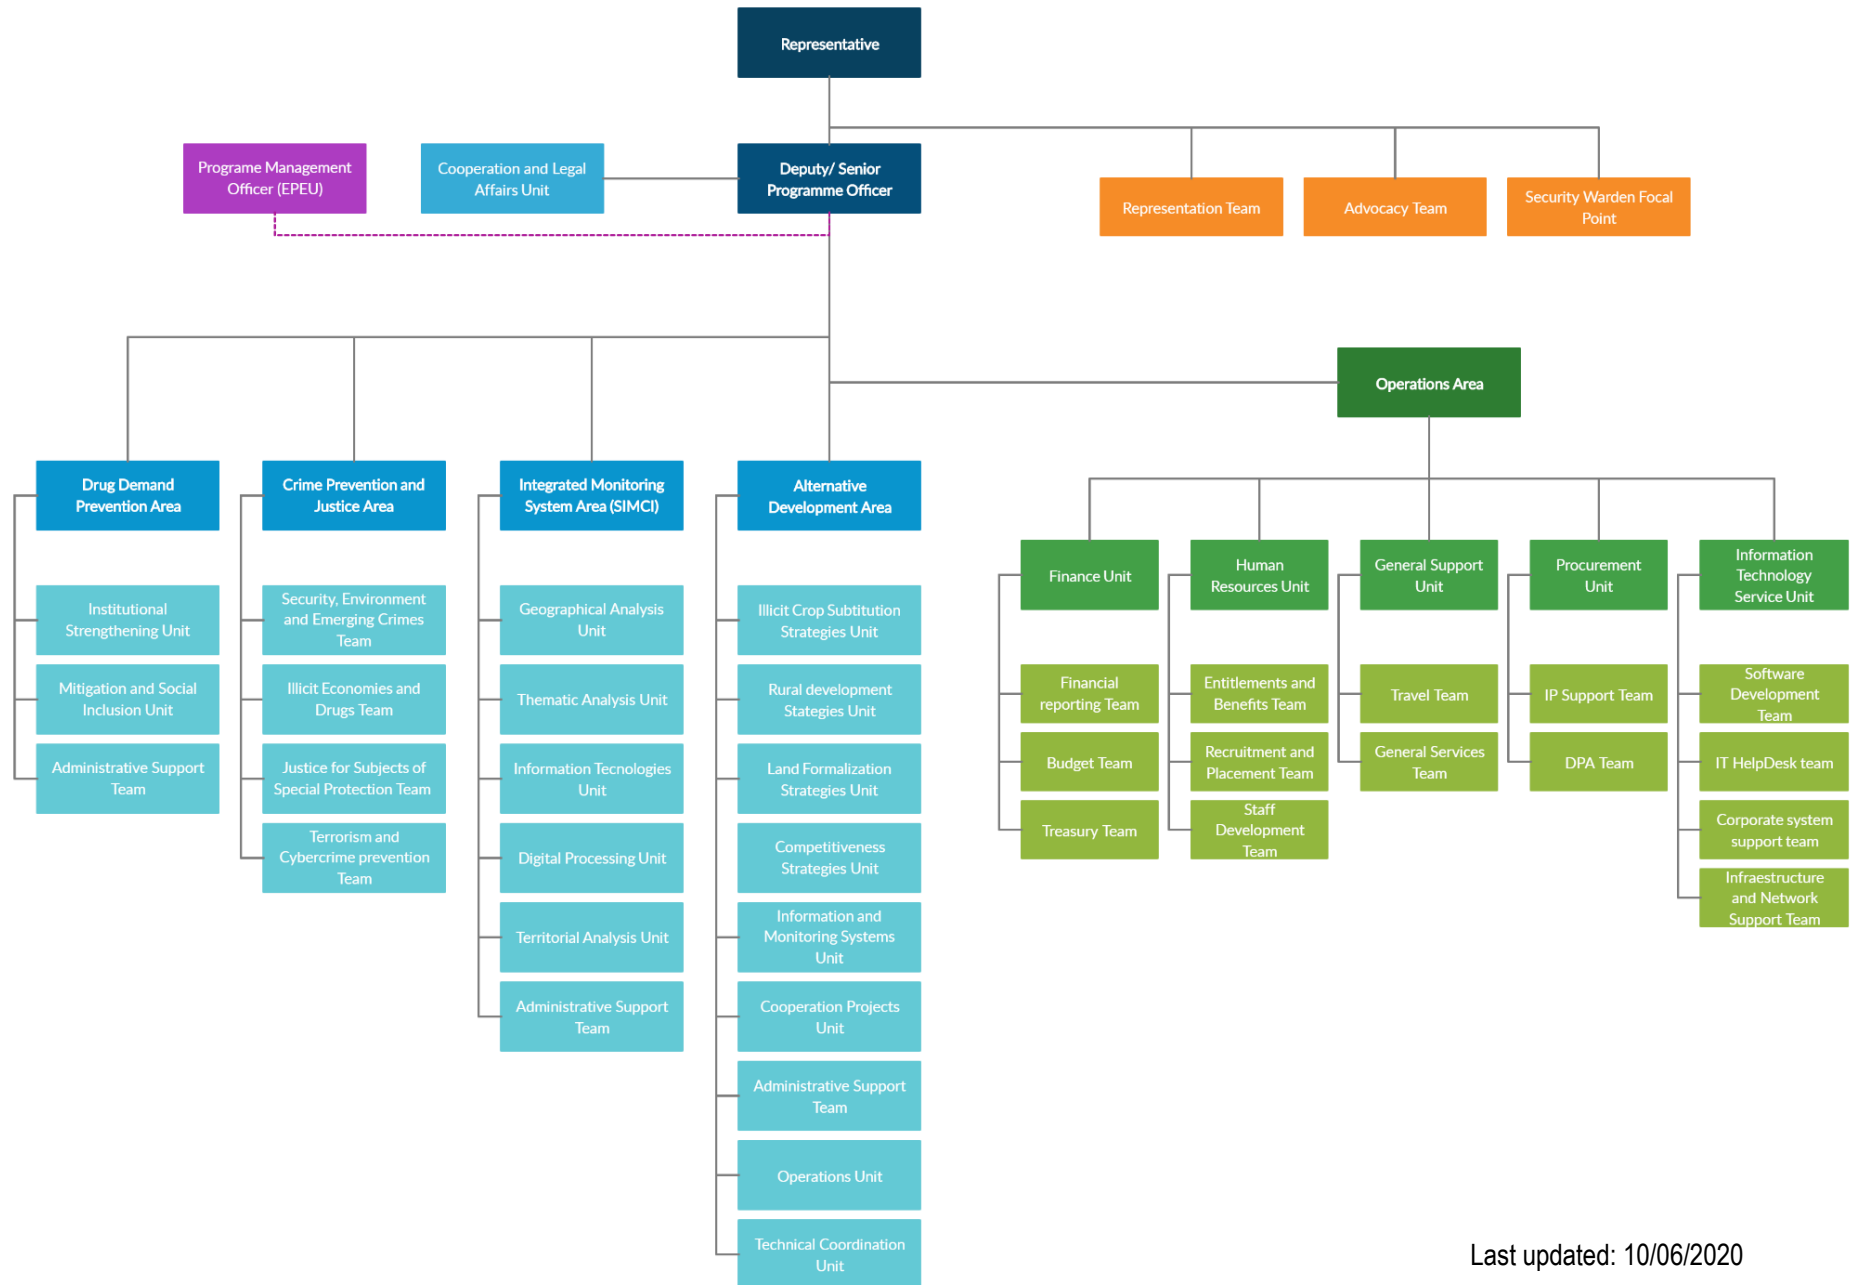 Representative
Programe Management
Officer (EPEU)
Cooperation and Legal
Affairs Unit
Deputy/ Senior
Programme Officer
Representation Team
Advocacy Team
Security Warden Focal
Point
Operations Area
Drug Demand
Prevention Area
Institutional
Strengthening Unit
Mitigation and Social
Inclusion Unit
Administrative Support
Team
Crime Prevention and
Justice Area
Security, Environment
and Emerging Crimes
Team
Illicit Economies and
Drugs Team
Justice for Subjects of
Special Protection Team
Terrorism and
Cybercrime prevention
Team
Integrated Monitoring
System Area (SIMCI)
Geographical Analysis
Unit
Thematic Analysis Unit
Information Tecnologies
Unit
Digital Processing Unit
Territorial Analysis Unit
Administrative Support
Team
Alternative
Development Area
Illicit Crop Subtitution
Strategies Unit
Rural development
Stategies Unit
Land Formalization
Strategies Unit
Competitiveness
Strategies Unit
Information and
Monitoring Systems
Unit
Cooperation Projects
Unit
Administrative Support
Team
Operations Unit
Technical Coordination
Unit
Finance Unit
Financial
reporting Team
Budget Team
Treasury Team
Human
Resources Unit
Entitlements and
Benefits Team
Recruitment and
Placement Team
Staff
Development
Team
General Support
Unit
Travel Team
General Services
Team
Procurement
Unit
IP Support Team
DPA Team
Information
Technology
Service Unit
Software
Development
Team
IT HelpDesk team
Corporate system
support team
Infraestructure
and Network
Support Team
Last updated: 10/06/2020